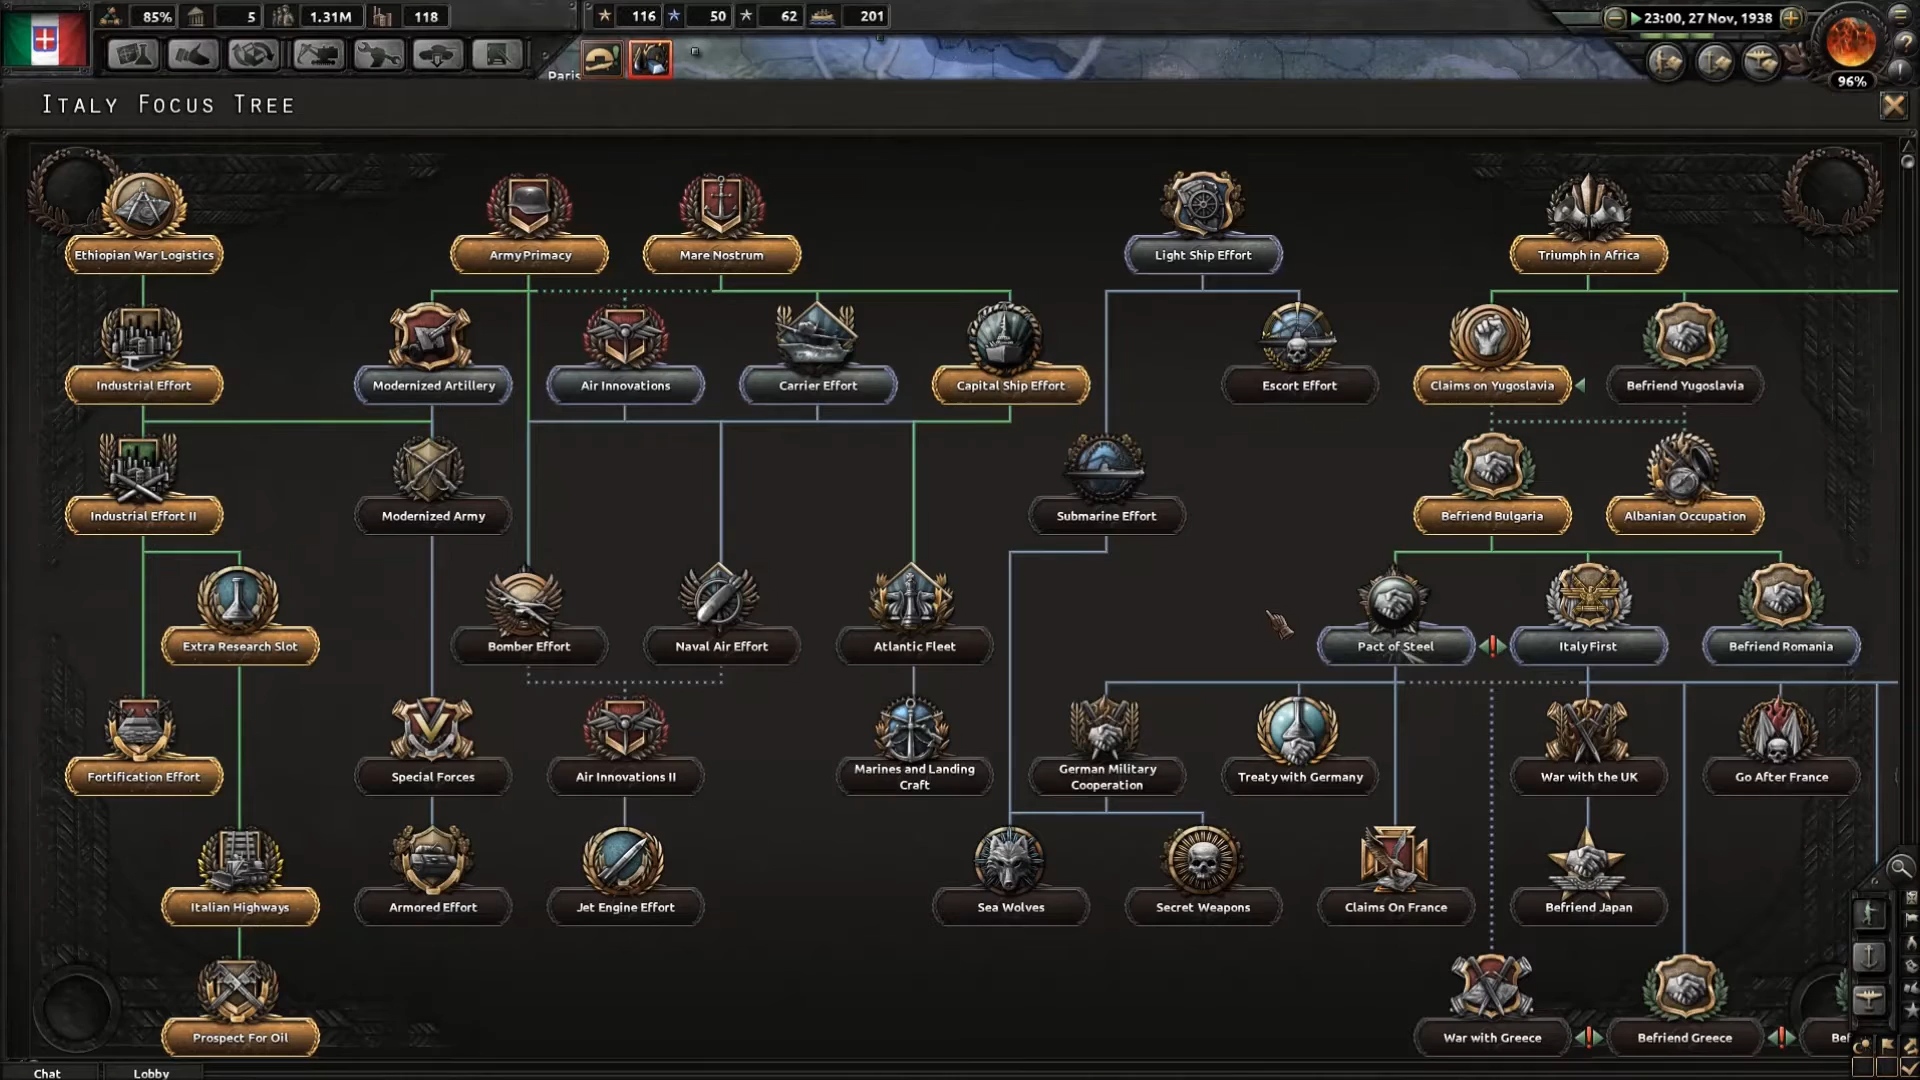 85%
5
1.31M
118
116
50
62
201
23:00, 27 Nov, 1938
Paris
96%
ITALY FOCUS TREE
Ethiopian War Logistics
Army Primacy
Mare Nostrum
Light Ship Effort
Triumph in Africa
Industrial Effort
Modernized Artillery
Air Innovations
Carrier Effort
Capital Ship Effort
Escort Effort
Claims on Yugoslavia
Befriend Yugoslavia
Industrial Effort II
Modernized Army
Submarine Effort
Befriend Bulgaria
Albanian Occupation
Extra Research Slot
Bomber Effort
Naval Air Effort
Atlantic Fleet
Pact of Steel
Italy First
Befriend Romania
Fortification Effort
Special Forces
Air Innovations II
Marines and Landing
Craft
German Military
Cooperation
Treaty with Germany
War with the UK
Go After France
Italian Highways
Armored Effort
Jet Engine Effort
Sea Wolves
Secret Weapons
Claims On France
Befriend Japan
Prospect For Oil
War with Greece
Befriend Greece
Bef
Chat
Lobby